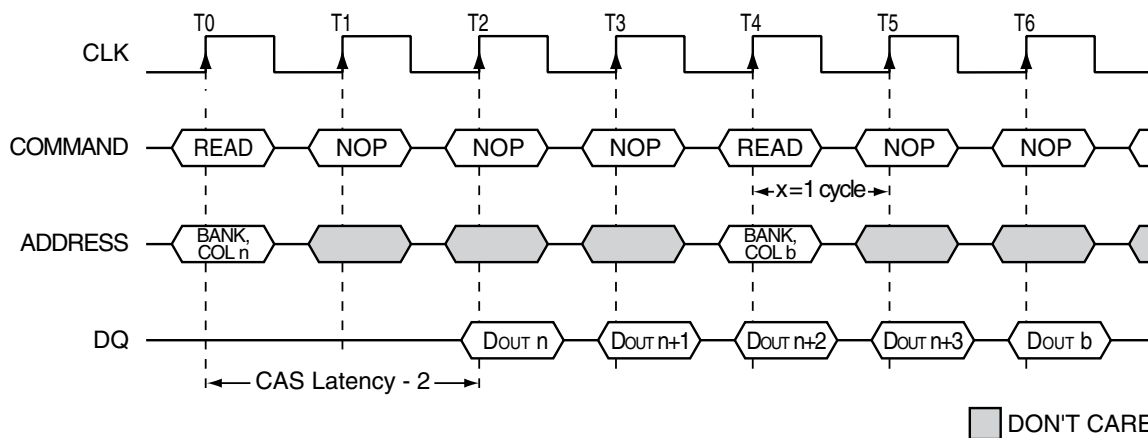 T0 T1 T2 T3 T4 T5 T6
CLK
COMMAND READ NOP NOP NOP READ NOP NOP
x=1 cycle
ADDRESS BANK, COL n BANK, COL b
DQ DOUT n DOUT n+1 DOUT n+2 DOUT n+3 DOUT b
CAS Latency - 2
DON'T CARE